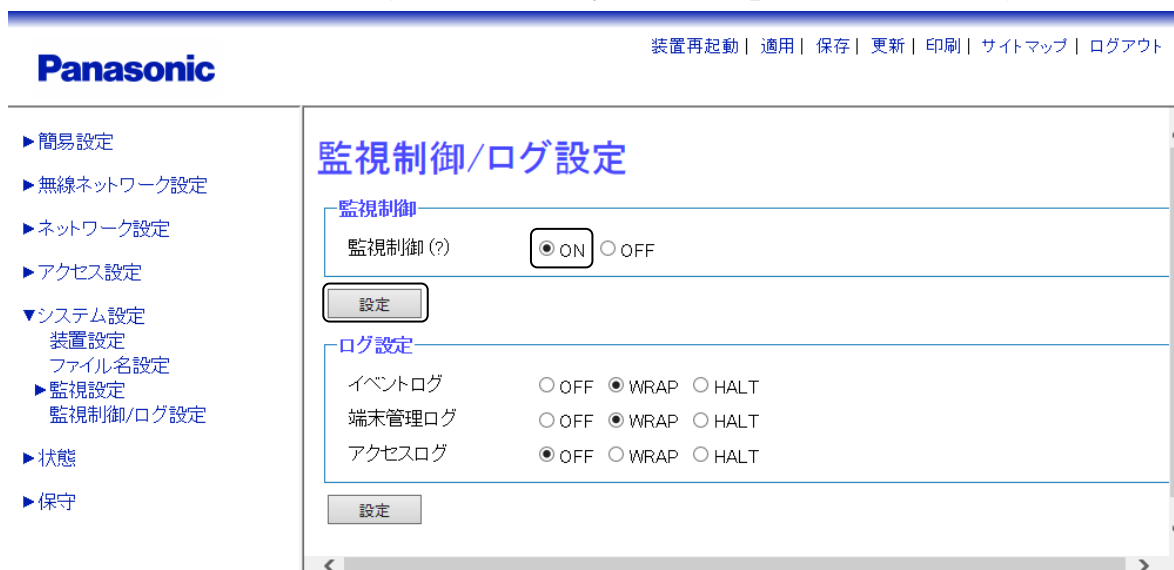 Panasonic
装置再起動| 適用| 保存| 更新| 印刷| サイトマップ| ログアウト
▶簡易設定
▶無線ネットワーク設定
▶ネットワーク設定
▶アクセス設定
▼システム設定
装置設定
ファイル名設定
▶監視設定
監視制御/ログ設定
▶状態
▶保守
監視制御/ログ設定
監視制御
監視制御(?) ON OFF
設定
ログ設定
イベントログ OFF WRAP HALT
端末管理ログ OFF WRAP HALT
アクセスログ OFF WRAP HALT
設定